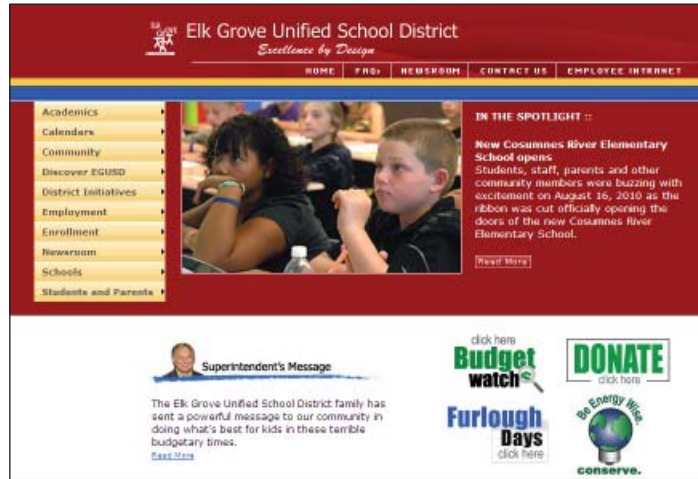 ELK GROVE
Elk Grove Unified School District
Excellence by Design
HOME FAQs NEWSROOM CONTACT US EMPLOYEE INTRANET
Academics
Calendars
Community
Discover EGUSD
District Initiatives
Employment
Enrollment
Newsroom
Schools
Students and Parents
IN THE SPOTLIGHT ::
New Cosumnes River Elementary
School opens
Students, staff, parents and other
community members were buzzing with
excitement on August 16, 2010 as the
ribbon was cut officially opening the
doors of the new Cosumnes River
Elementary School.
Read More
Superintendent's Message
The Elk Grove Unified School District family has
sent a powerful message to our community in
doing what's best for kids in these terrible
budgetary times.
Read More
click here
Budget
watch
DONATE
click here
Furlough
Days
click here
Be Energy Wise.
conserve.